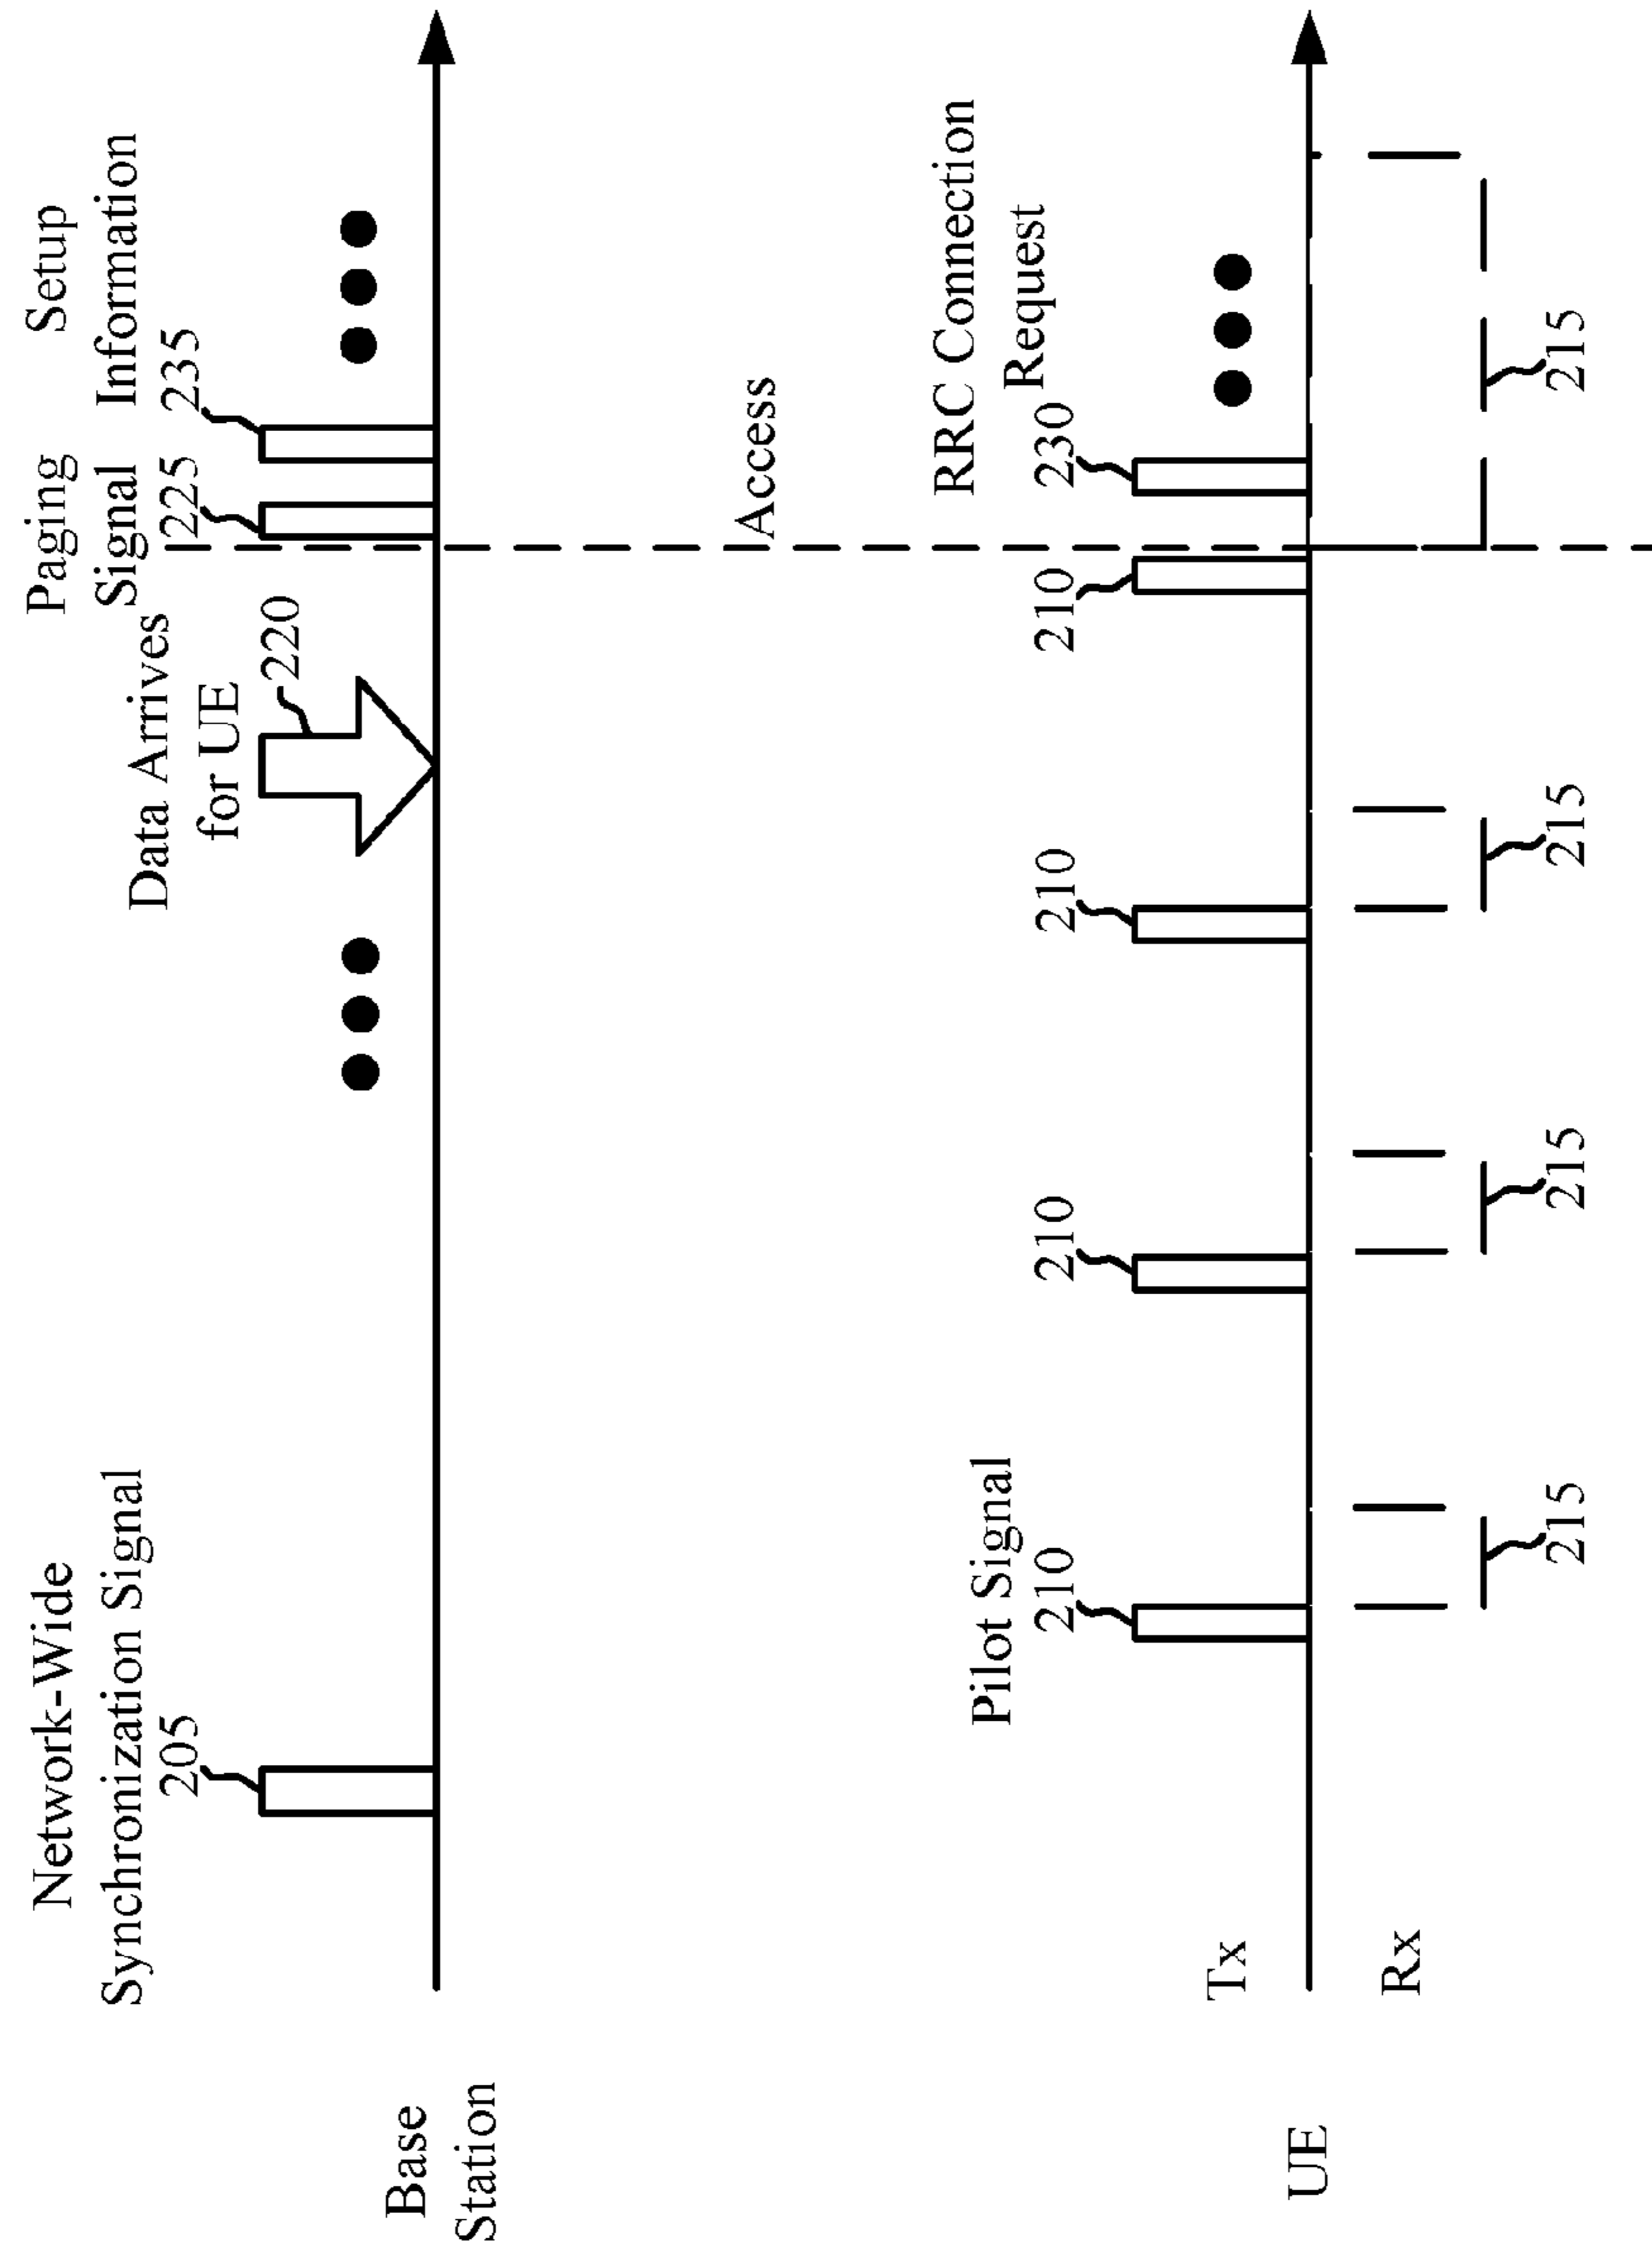 Network-Wide
Synchronization Signal
205
Data Arrives
for UE
220
Paging
Signal
225
Setup
Information
235
Base
Station
Access
Pilot Signal
210
210
210
210
RRC Connection
Request
230
Tx
UE
Rx
215
215
215
215